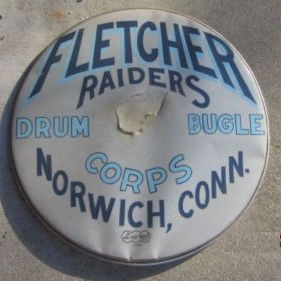 FLETCHER
RAIDERS
DRUM BUGLE
CORPS
NORWICH, CONN.